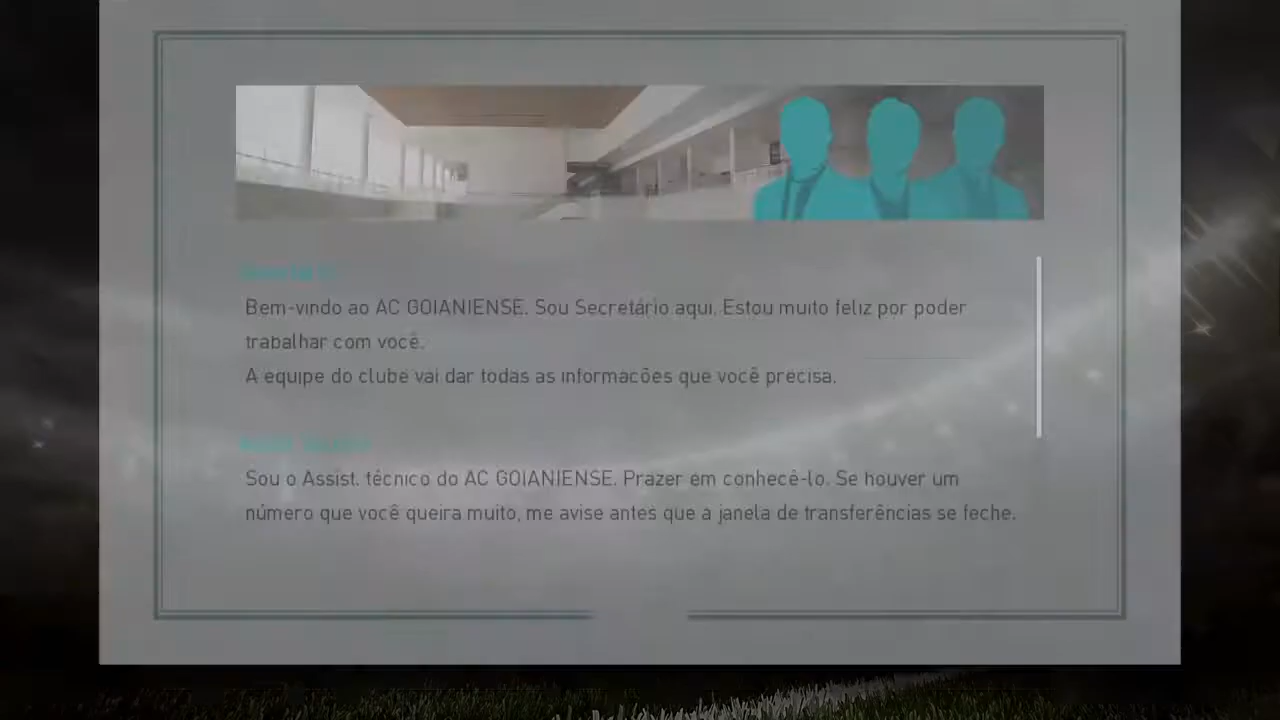 Bem-vindo ao AC GOIANIENSE. Sou Secretário aqui. Estou muito feliz por poder
trabalhar com você.
A equipe do clube vai dar todas as informações que você precisa.
Sou o Assist. técnico do AC GOIANIENSE. Prazer em conhecê-lo. Se houver um
número que você queira muito, me avise antes que a janela de transferências se feche.